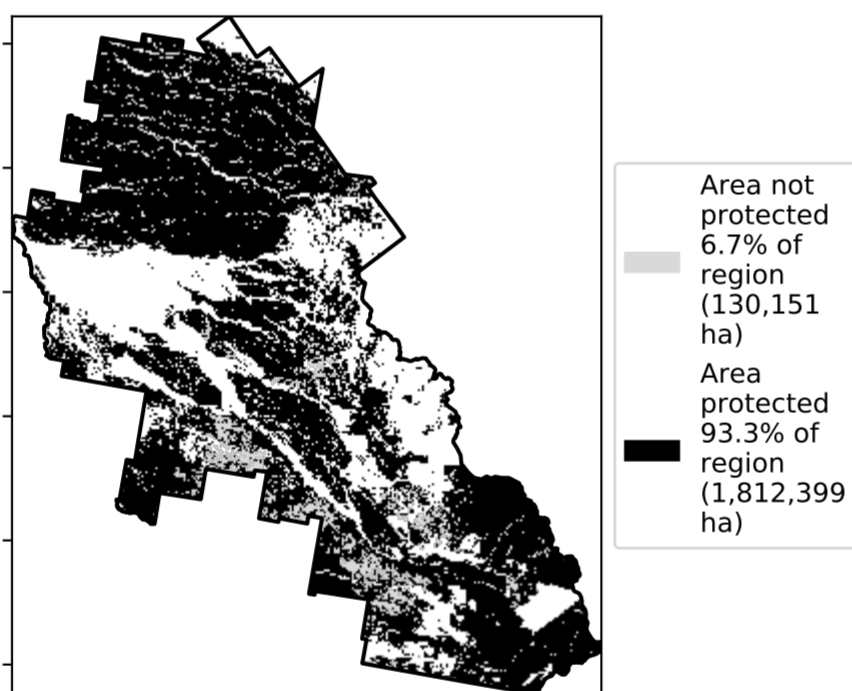 Area not
protected
6.7% of
region
(130,151
ha)
Area
protected
93.3% of
region
(1,812,399
ha)